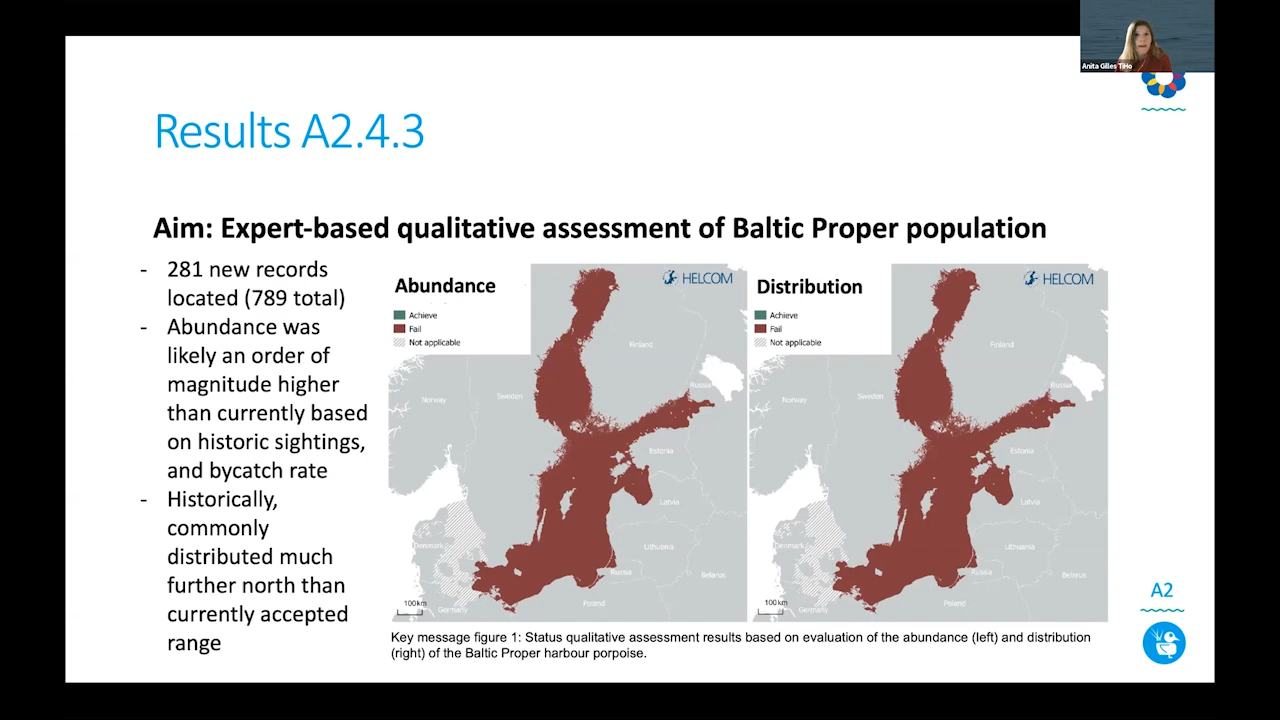 Anita Gilles TiHo
Results A2.4.3
Aim: Expert-based qualitative assessment of Baltic Proper population
- 281 new records
located (789 total)
- Abundance was
likely an order of
magnitude higher
than currently based
on historic sightings,
and bycatch rate
- Historically,
commonly
distributed much
further north than
currently accepted
range
Abundance
HELCOM
Achieve
Fail
Not applicable
Finland
Russia
Norway
Sweden
Estonia
Latvia
Denmark
Lithuania
Russia
Belarus
100km
Germany
Poland
Distribution
HELCOM
Achieve
Fail
Not applicable
Finland
Russia
Norway
Sweden
Estonia
Latvia
Denmark
Lithuania
Russia
Belarus
100km
Germany
Poland
Key message figure 1: Status qualitative assessment results based on evaluation of the abundance (left) and distribution
(right) of the Baltic Proper harbour porpoise.
A2